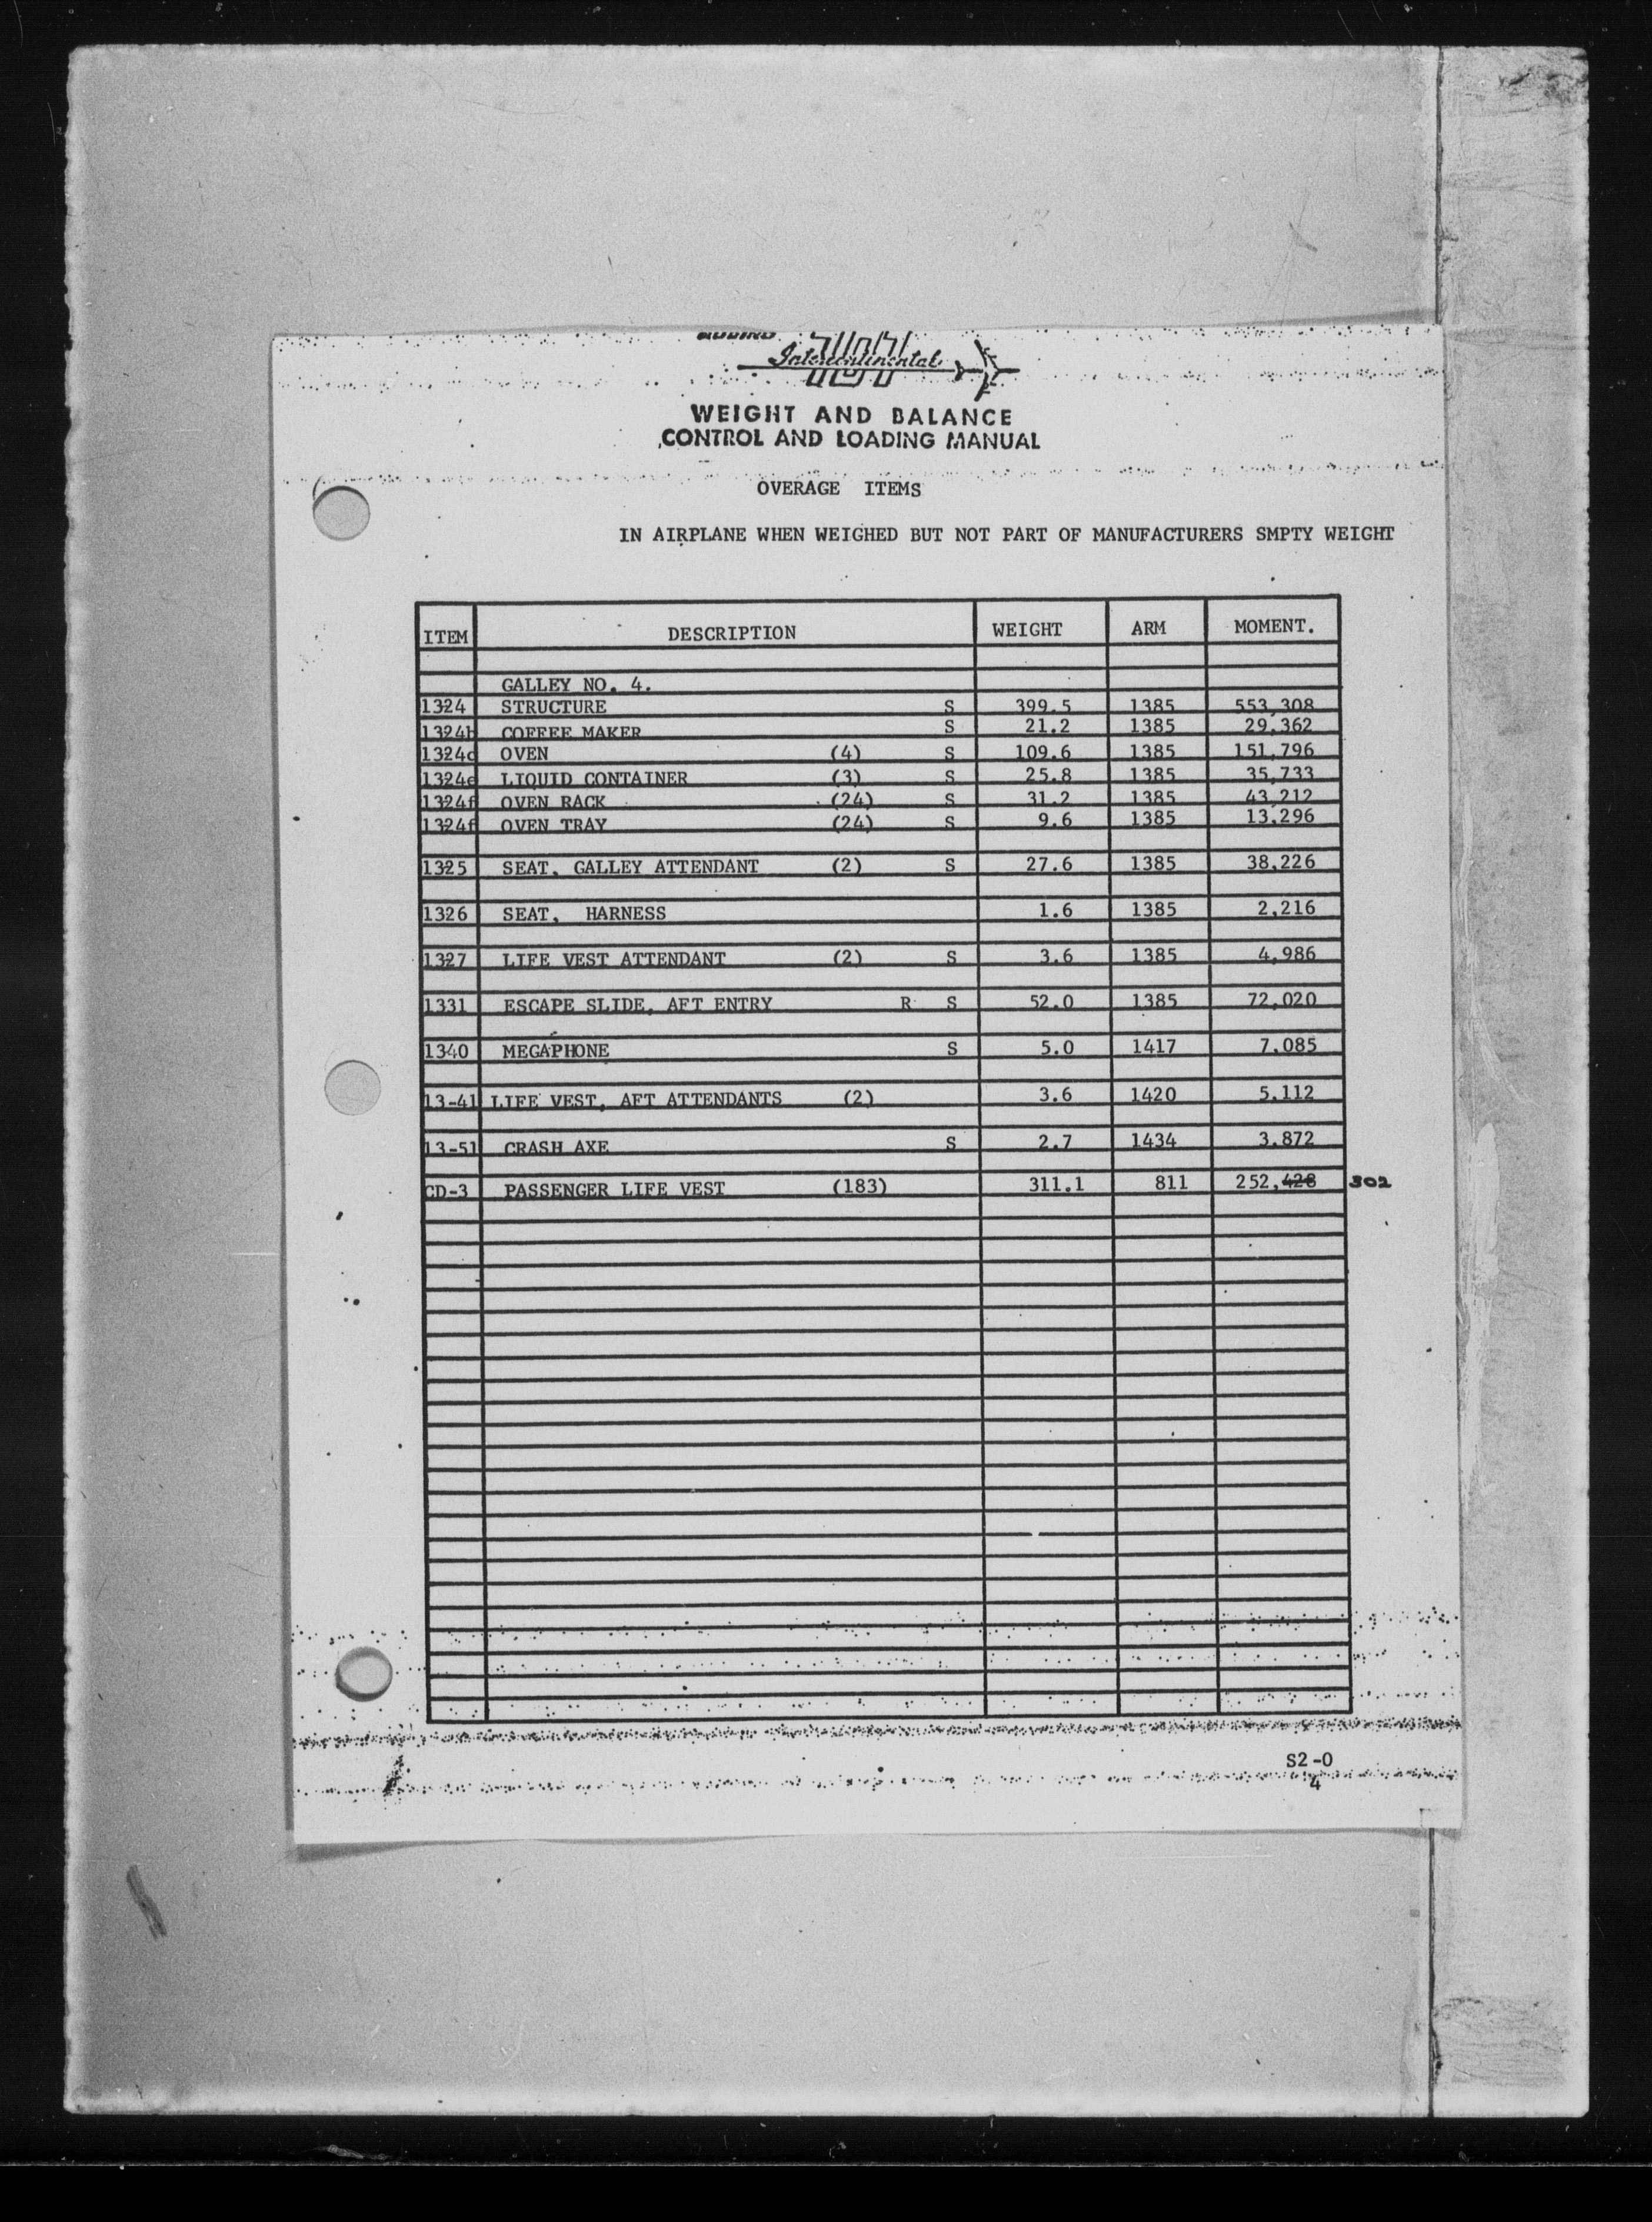 Intercontinental
WEIGHT AND BALANCE
CONTROL AND LOADING MANUAL
OVERAGE ITEMS
IN AIRPLANE WHEN WEIGHED BUT NOT PART OF MANUFACTURERS SMPTY WEIGHT
ITEM DESCRIPTION WEIGHT ARM MOMENT.
GALLEY NO. 4.
1324 STRUCTURE S 399.5 1385 553,308
1324b COFFEE MAKER S 21.2 1385 29,362
1324c OVEN (4) S 109.6 1385 151,796
1324e LIQUID CONTAINER (3) S 25.8 1385 35,733
1324f OVEN RACK (24) S 31.2 1385 43,212
1324f OVEN TRAY (24) S 9.6 1385 13,296
1325 SEAT, GALLEY ATTENDANT (2) S 27.6 1385 38,226
1326 SEAT, HARNESS 1.6 1385 2,216
1327 LIFE VEST ATTENDANT (2) S 3.6 1385 4,986
1331 ESCAPE SLIDE, AFT ENTRY R S 52.0 1385 72,020
1340 MEGAPHONE S 5.0 1417 7,085
13-41 LIFE VEST, AFT ATTENDANTS (2) 3.6 1420 5,112
13-51 CRASH AXE S 2.7 1434 3,872
CD-3 PASSENGER LIFE VEST (183) 311.1 811 252,428 302
S2-0
4